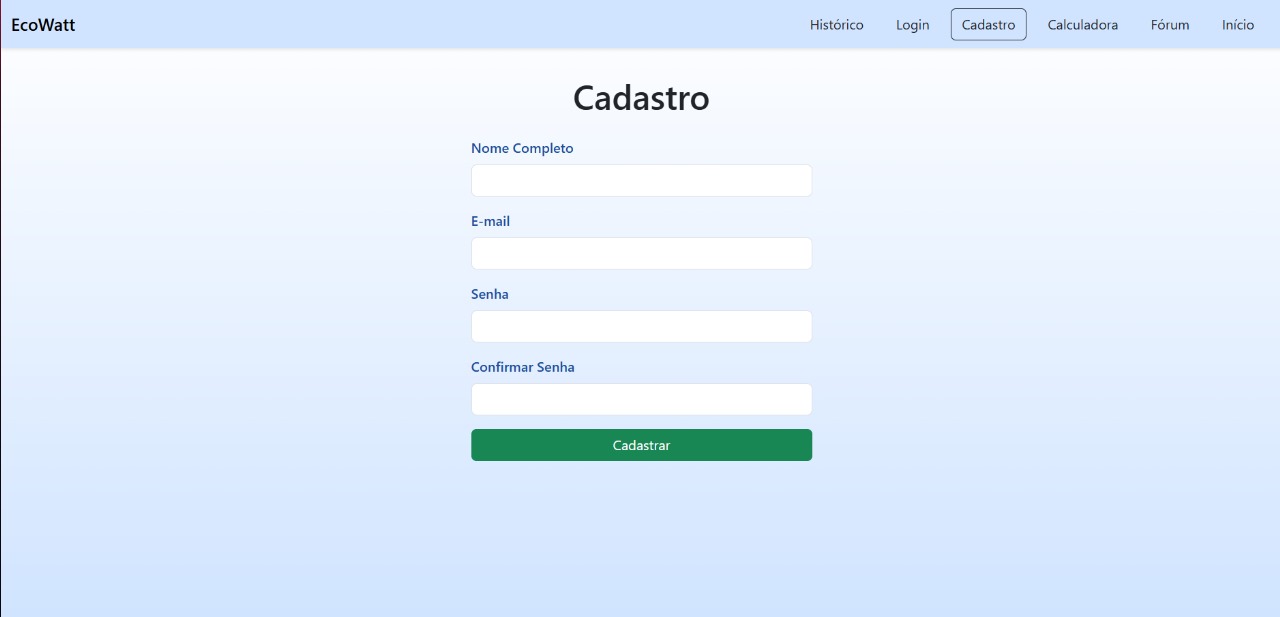 EcoWatt
Histórico Login Cadastro Calculadora Fórum Início
Cadastro
Nome Completo
E-mail
Senha
Confirmar Senha
Cadastrar